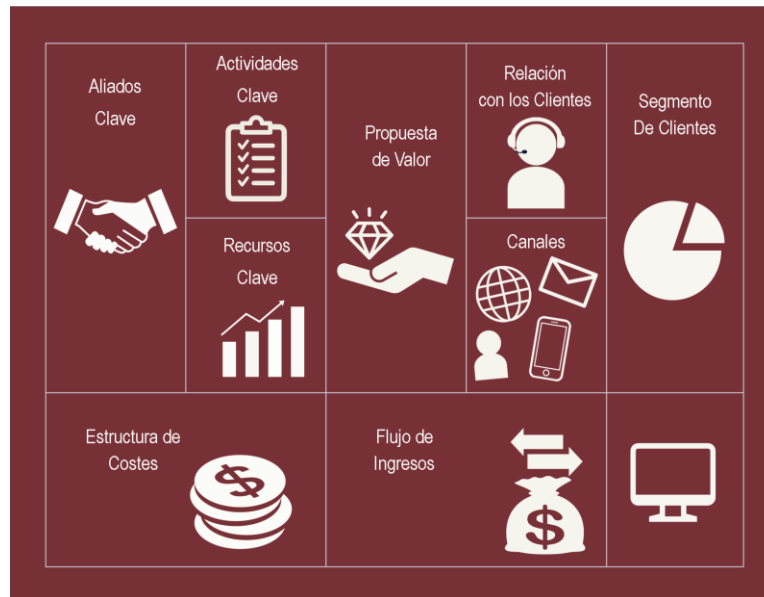 Aliados
Clave
Actividades
Clave
Recursos
Clave
Propuesta
de Valor
Relación
con los Clientes
Canales
Segmento
De Clientes
Estructura de
Costes
$
Flujo de
Ingresos
$